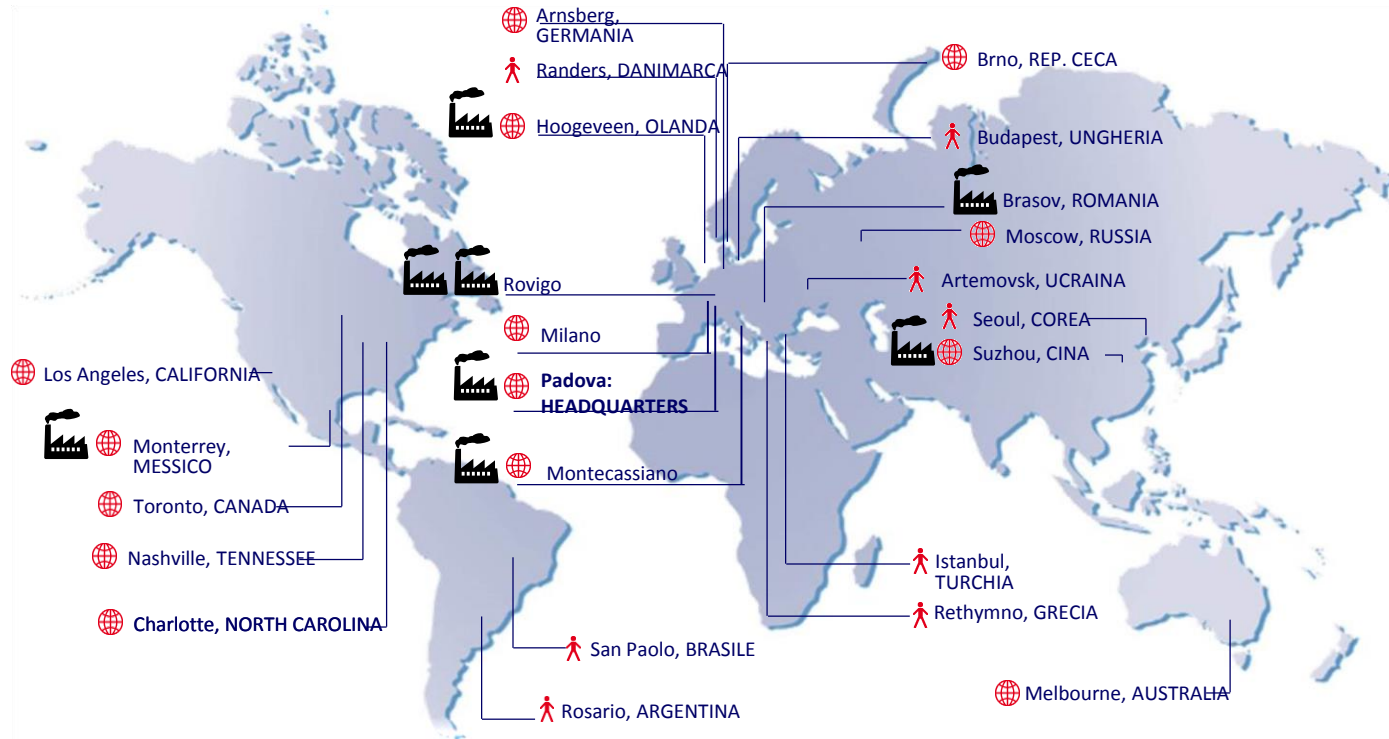 Arnsberg,
GERMANIA
Randers, DANIMARCA
Hoogeveen, OLANDA
Brno, REP. CECA
Budapest, UNGHERIA
Brasov, ROMANIA
Moscow, RUSSIA
Artemovsk, UCRAINA
Seoul, COREA
Suzhou, CINA
Rovigo
Milano
Padova:
HEADQUARTERS
Montecassiano
Los Angeles, CALIFORNIA
Monterrey,
MESSICO
Toronto, CANADA
Nashville, TENNESSEE
Charlotte, NORTH CAROLINA
Istanbul,
TURCHIA
Rethymno, GRECIA
San Paolo, BRASILE
Rosario, ARGENTINA
Melbourne, AUSTRALIA